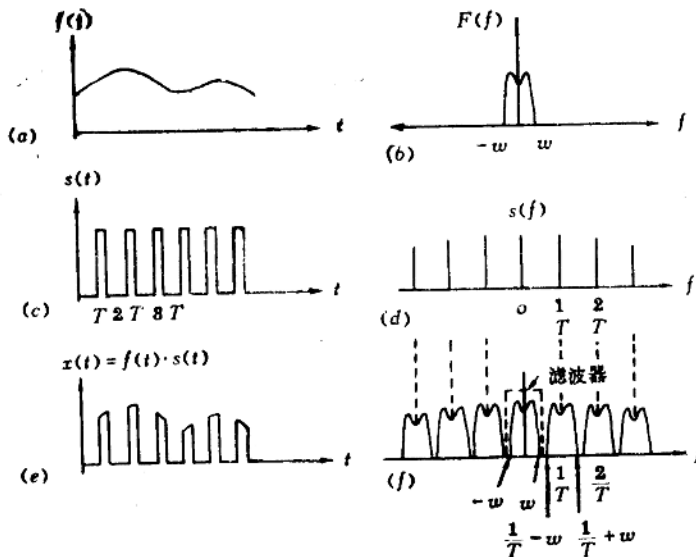 f(t)
t
(a)
F(f)
-w w
f
(b)
s(t)
t
T 2T 3T
(c)
s(f)
o 1/T 2/T
f
(d)
x(t)=f(t)·s(t)
t
(e)
滤波器
-w w 1/T 2/T
1/T -w 1/T +w
(f)